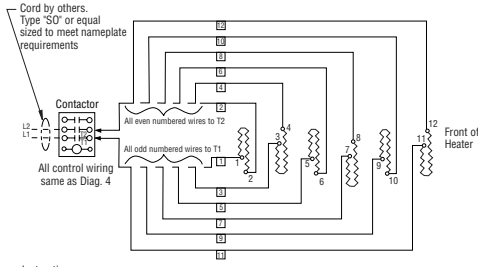 Cord by others.
Type "SO" or equal
sized to meet nameplate
requirements
12
10
8
6
4
2
Contactor
L2
L1
All even numbered wires to T2
All odd numbered wires to T1
All control wiring
same as Diag. 4
1
3
5
7
9
11
1
2
3
4
5
6
7
8
9
10
11
12
Front of
Heater